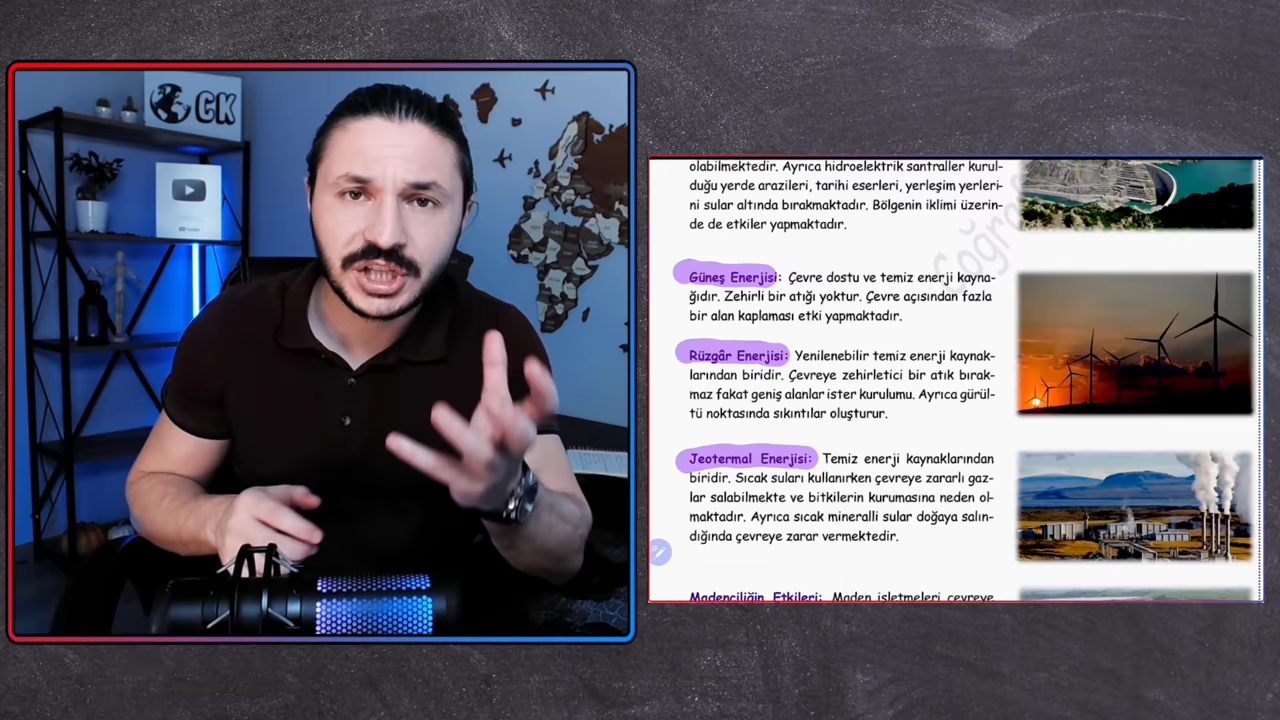 CK
olabilmektedir. Ayrıca hidroelektrik santraller kurul-
duğu yerde arazileri, tarihi eserleri, yerleşim yerleri-
ni sular altında bırakmaktadır. Bölgenin iklimi üzerin-
de de etkiler yapmaktadır.
Güneş Enerjisi: Çevre dostu ve temiz enerji kayna-
ğıdır. Zehirli bir atığı yoktur. Çevre açısından fazla
bir alan kaplaması etki yapmaktadır.
Rüzgâr Enerjisi: Yenilenebilir temiz enerji kaynak-
larından biridir. Çevreye zehirletici bir atık bırak-
maz fakat geniş alanlar ister kurulumu. Ayrıca gürül-
tü noktasında sıkıntılar oluşturur.
Jeotermal Enerjisi: Temiz enerji kaynaklarından
biridir. Sıcak suları kullanırken çevreye zararlı gaz-
lar salabilmekte ve bitkilerin kurumasına neden ol-
maktadır. Ayrıca sıcak mineralli sular doğaya salın-
dığında çevreye zarar vermektedir.
Madenciliğin Etkileri: Maden işletmeleri çevreye